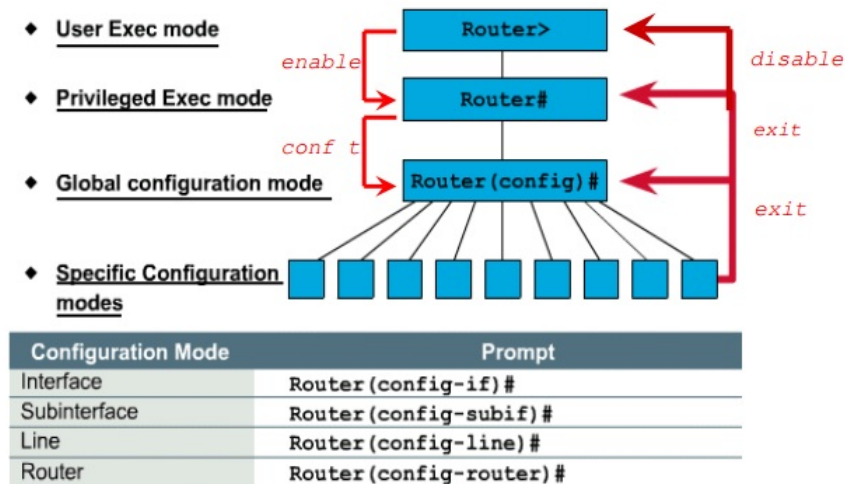 ◆ User Exec mode
Router>
enable
disable
◆ Privileged Exec mode
Router#
exit
conf t
◆ Global configuration mode
Router(config)#
exit
◆ Specific Configuration
modes
Configuration Mode Prompt
Interface Router(config-if)#
Subinterface Router(config-subif)#
Line Router(config-line)#
Router Router(config-router)#